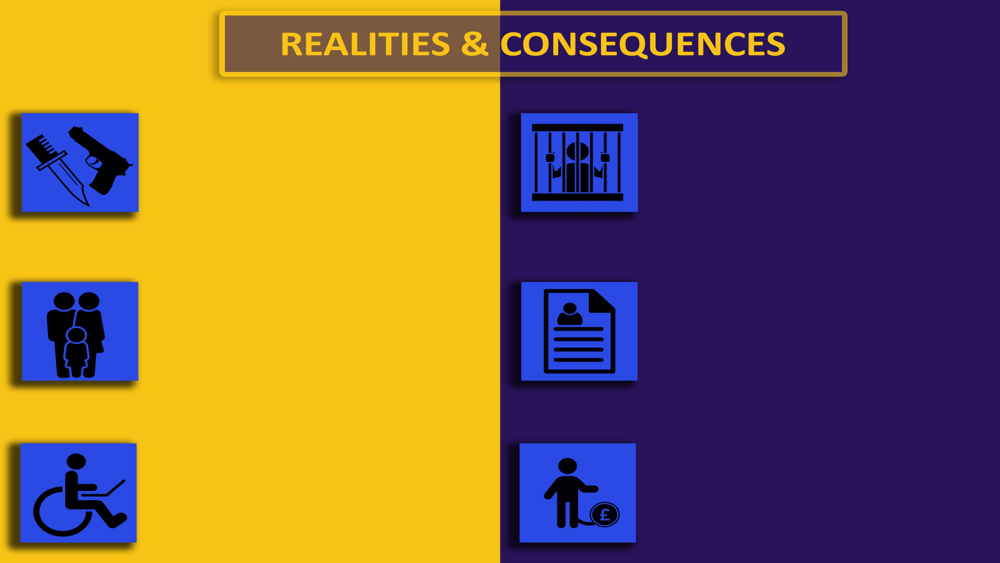 REALITIES & CONSEQUENCES
£